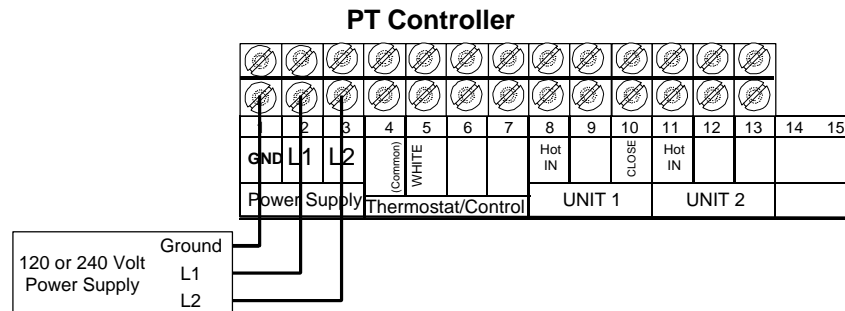 PT Controller
1 2 3 4 5 6 7 8 9 10 11 12 13 14 15
GND L1 L2 (Common) WHITE Hot IN CLOSE Hot IN
Power Supply Thermostat/Control UNIT 1 UNIT 2
Ground
120 or 240 Volt
Power Supply
L1
L2